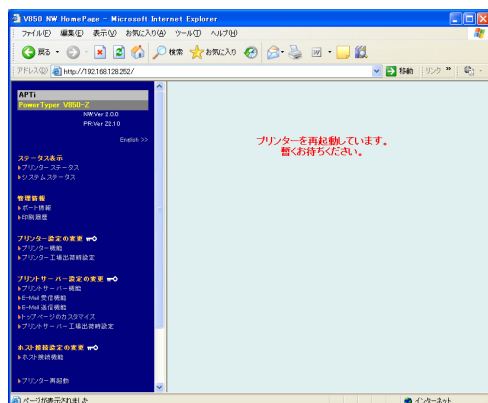 V850 NW HomePage - Microsoft Internet Explorer
ファイル(F) 編集(E) 表示(V) お気に入り(A) ツール(T) ヘルプ(H)
戻る 検索 お気に入り
アドレス(D) http://192.168.128.252/ 移動 リンク »
APTi
PowerTyper V850-Z
NW:Ver 2.0.0
PR:Ver Z2.1.0
English >>
ステータス表示
プリンターステータス
システムステータス
管理情報
ポート情報
印刷履歴
プリンター設定の変更
プリンター機能
プリンター工場出荷時設定
プリントサーバー設定の変更
プリントサーバー機能
E-Mail 受信機能
E-Mail 送信機能
トップページのカスタマイズ
プリントサーバー工場出荷時設定
ホスト接続設定の変更
ホスト接続機能
プリンター再起動
プリンターを再起動しています。
暫くお待ちください。
ページが表示されました インターネット